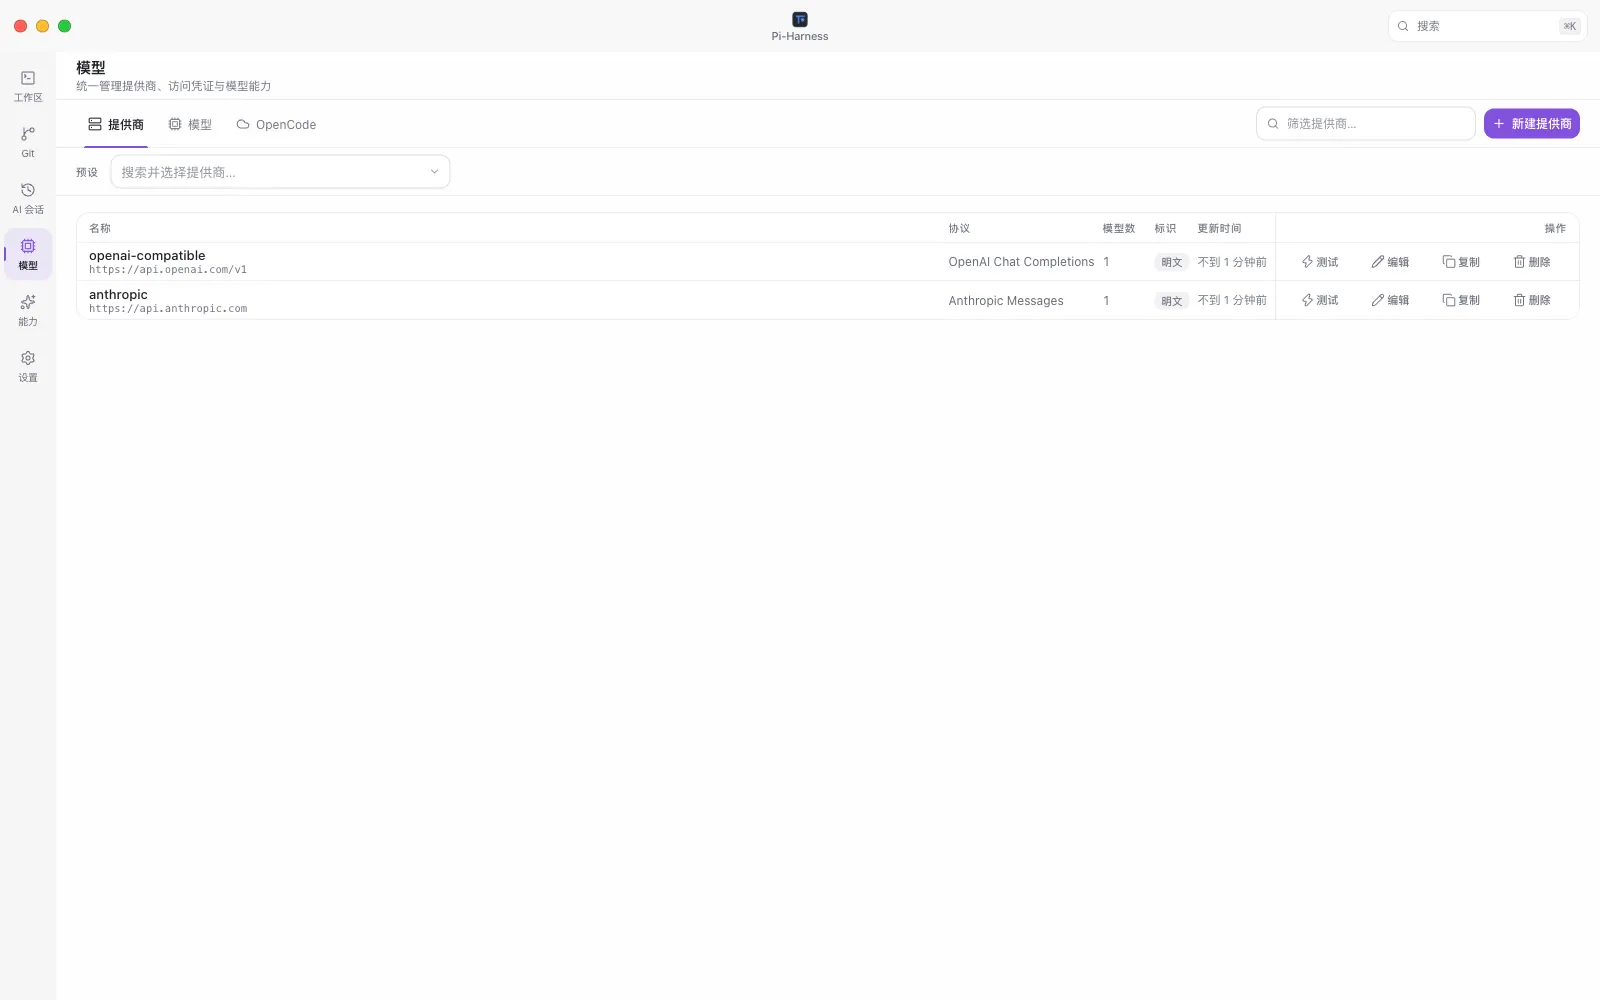 Pi-Harness
搜索
⌘K
工作区
Git
AI 会话
模型
能力
设置
模型
统一管理提供商、访问凭证与模型能力
提供商
模型
OpenCode
筛选提供商...
新建提供商
预设
搜索并选择提供商...
名称 协议 模型数 标识 更新时间 操作
openai-compatible OpenAI Chat Completions 1 明文 不到 1 分钟前 测试 编辑 复制 删除
https://api.openai.com/v1
anthropic Anthropic Messages 1 明文 不到 1 分钟前 测试 编辑 复制 删除
https://api.anthropic.com